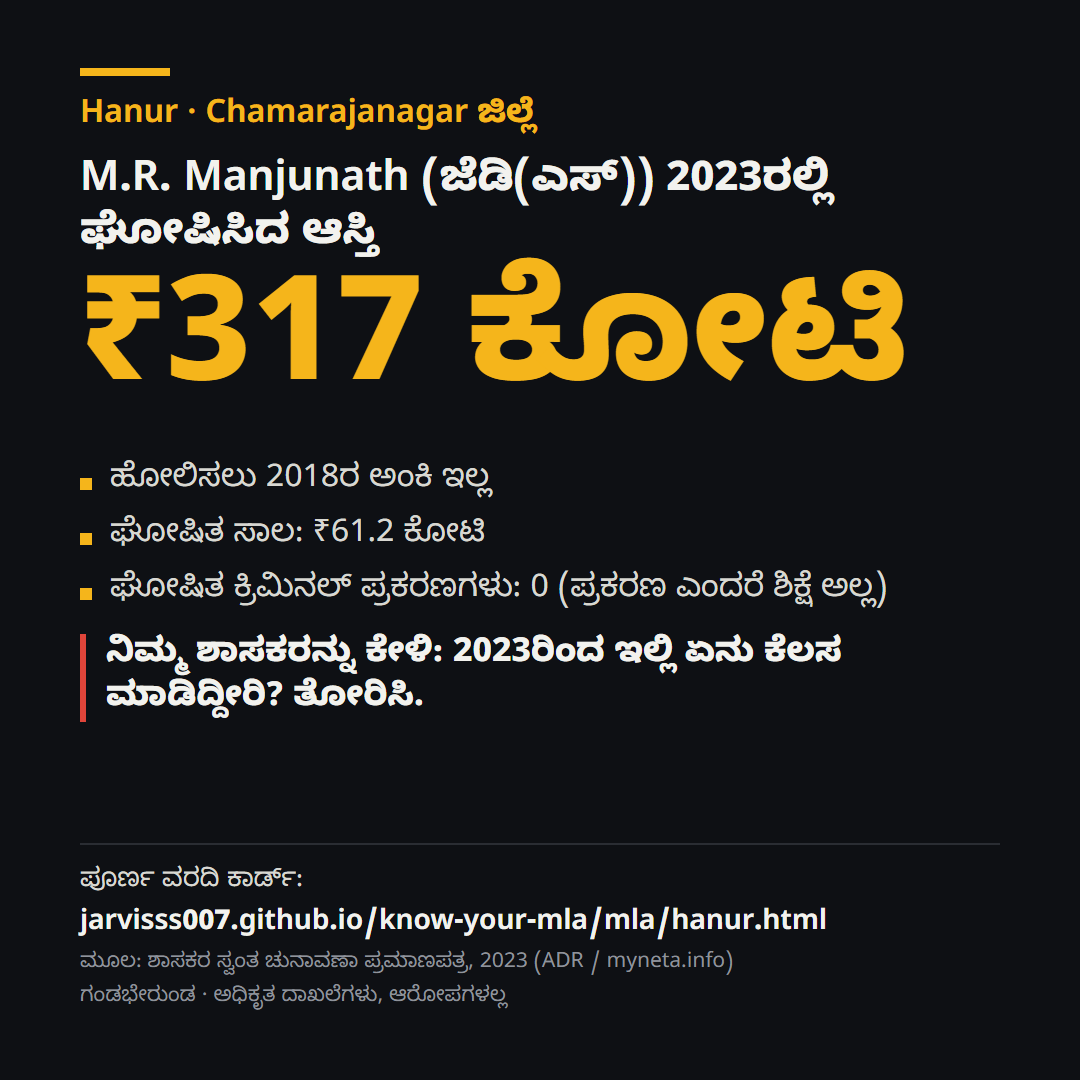 Hanur · Chamarajanagar ಜಿಲ್ಲೆ
M.R. Manjunath (ಜೆಡಿ(ಎಸ್)) 2023ರಲ್ಲಿ
ಘೋಷಿಸಿದ ಆಸ್ತಿ
₹317 ಕೋಟಿ
ಹೋಲಿಸಲು 2018ರ ಅಂಕಿ ಇಲ್ಲ
ಘೋಷಿತ ಸಾಲ: ₹61.2 ಕೋಟಿ
ಘೋಷಿತ ಕ್ರಿಮಿನಲ್ ಪ್ರಕರಣಗಳು: 0 (ಪ್ರಕರಣ ಎಂದರೆ ಶಿಕ್ಷೆ ಅಲ್ಲ)
ನಿಮ್ಮ ಶಾಸಕರನ್ನು ಕೇಳಿ: 2023ರಿಂದ ಇಲ್ಲಿ ಏನು ಕೆಲಸ
ಮಾಡಿದ್ದೀರಿ? ತೋರಿಸಿ.
ಪೂರ್ಣ ವರದಿ ಕಾರ್ಡ್:
jarvisss007.github.io/know-your-mla/mla/hanur.html
ಮೂಲ: ಶಾಸಕರ ಸ್ವಂತ ಚುನಾವಣಾ ಪ್ರಮಾಣಪತ್ರ, 2023 (ADR / myneta.info)
ಗಂಡಭೇರುಂಡ · ಅಧಿಕೃತ ದಾಖಲೆಗಳು, ಆರೋಪಗಳಲ್ಲ